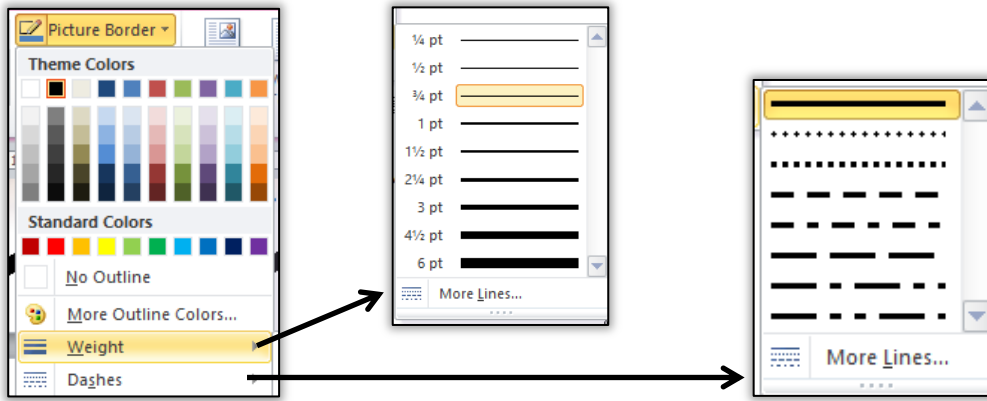 Picture Border
Theme Colors
Standard Colors
No Outline
More Outline Colors...
Weight
Dashes
¼ pt
½ pt
¾ pt
1 pt
1½ pt
2¼ pt
3 pt
4½ pt
6 pt
More Lines...
More Lines...